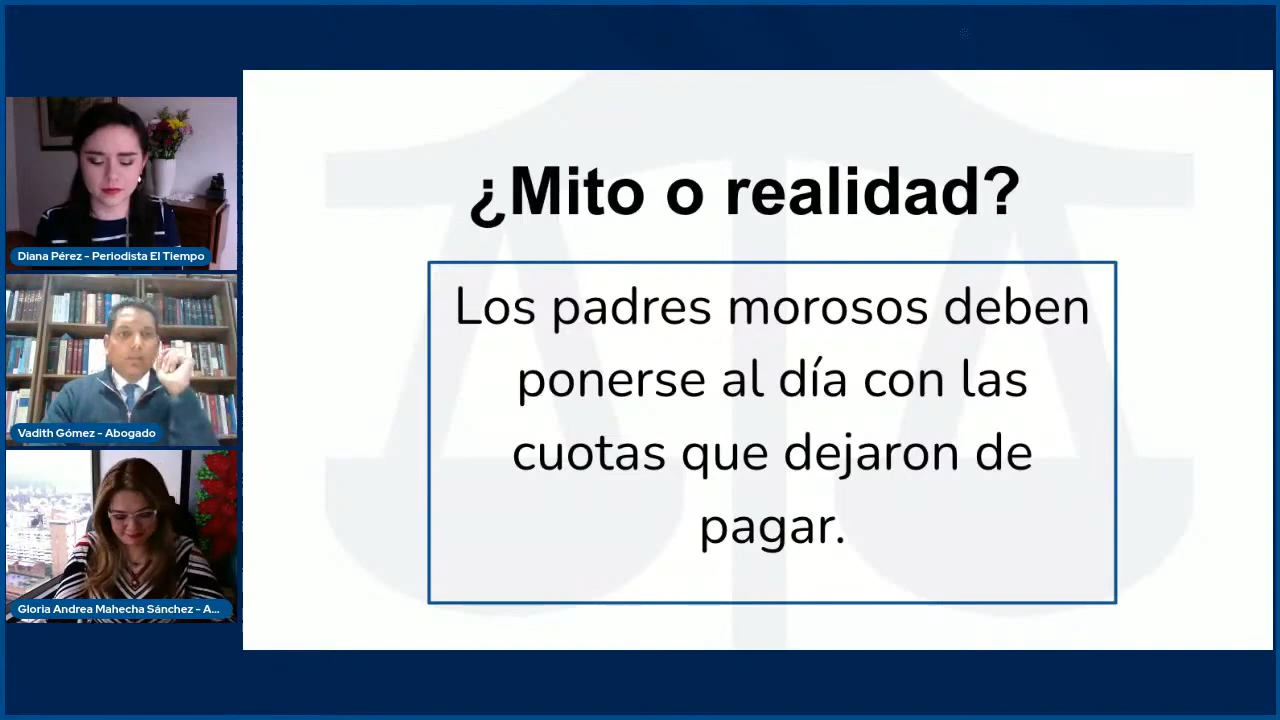 ¿Mito o realidad?
Los padres morosos deben
ponerse al día con las
cuotas que dejaron de
pagar.
Diana Pérez - Periodista El Tiempo
Vadith Gómez - Abogado
Gloria Andrea Mahecha Sánchez - A...